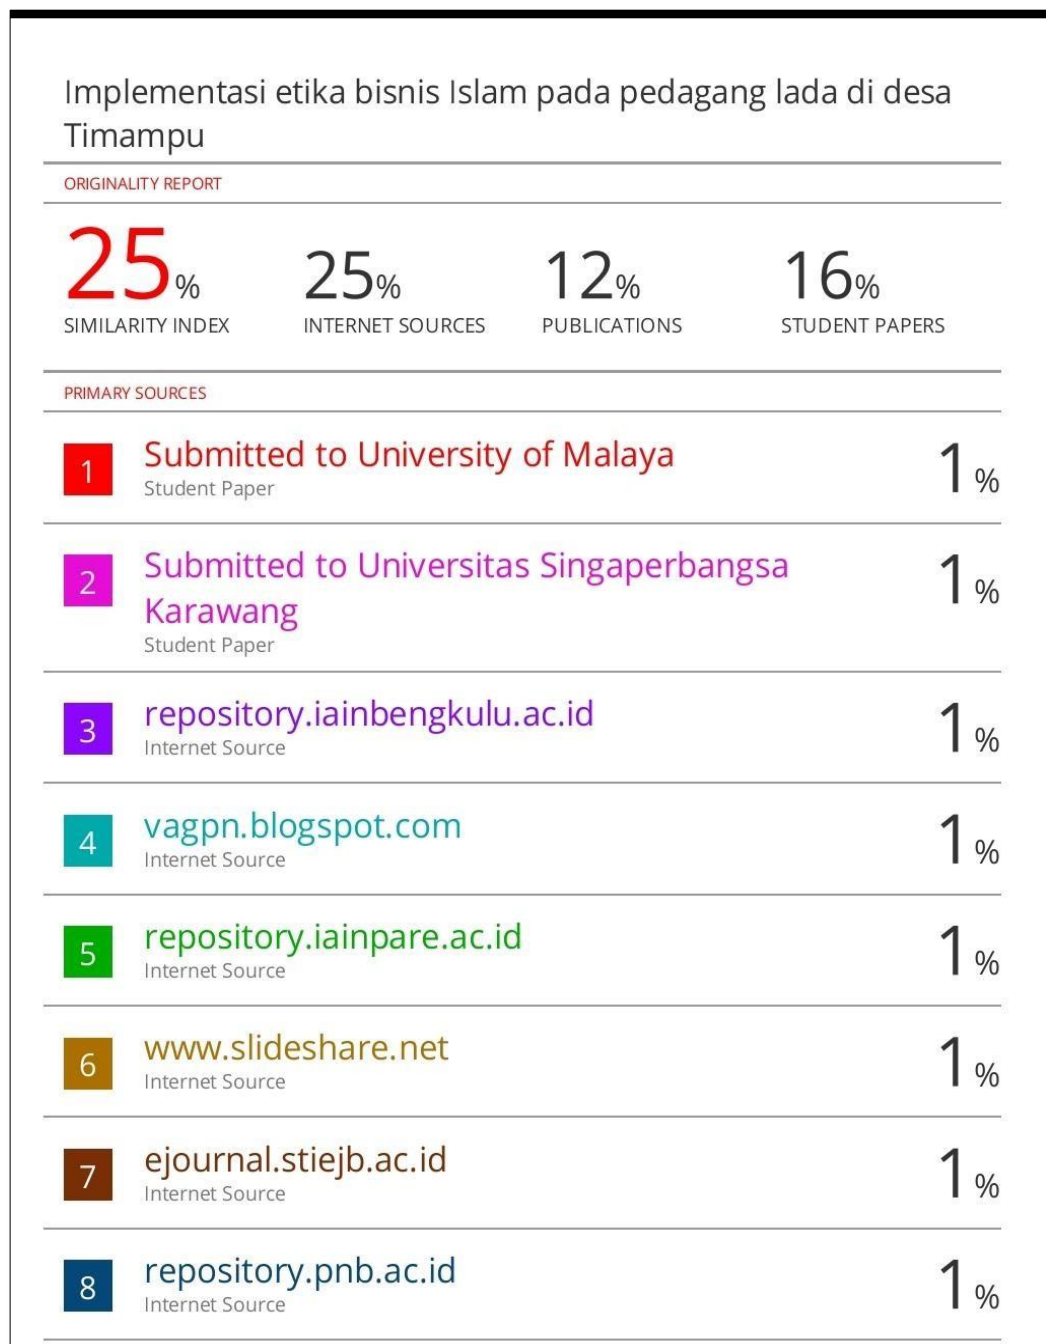 Implementasi etika bisnis Islam pada pedagang lada di desa
Timampu
ORIGINALITY REPORT
25%
SIMILARITY INDEX
25%
INTERNET SOURCES
12%
PUBLICATIONS
16%
STUDENT PAPERS
PRIMARY SOURCES
1
Submitted to University of Malaya
Student Paper
1%
2
Submitted to Universitas Singaperbangsa
Karawang
Student Paper
1%
3
repository.iainbengkulu.ac.id
Internet Source
1%
4
vagpn.blogspot.com
Internet Source
1%
5
repository.iainpare.ac.id
Internet Source
1%
6
www.slideshare.net
Internet Source
1%
7
ejournal.stiejb.ac.id
Internet Source
1%
8
repository.pnb.ac.id
Internet Source
1%